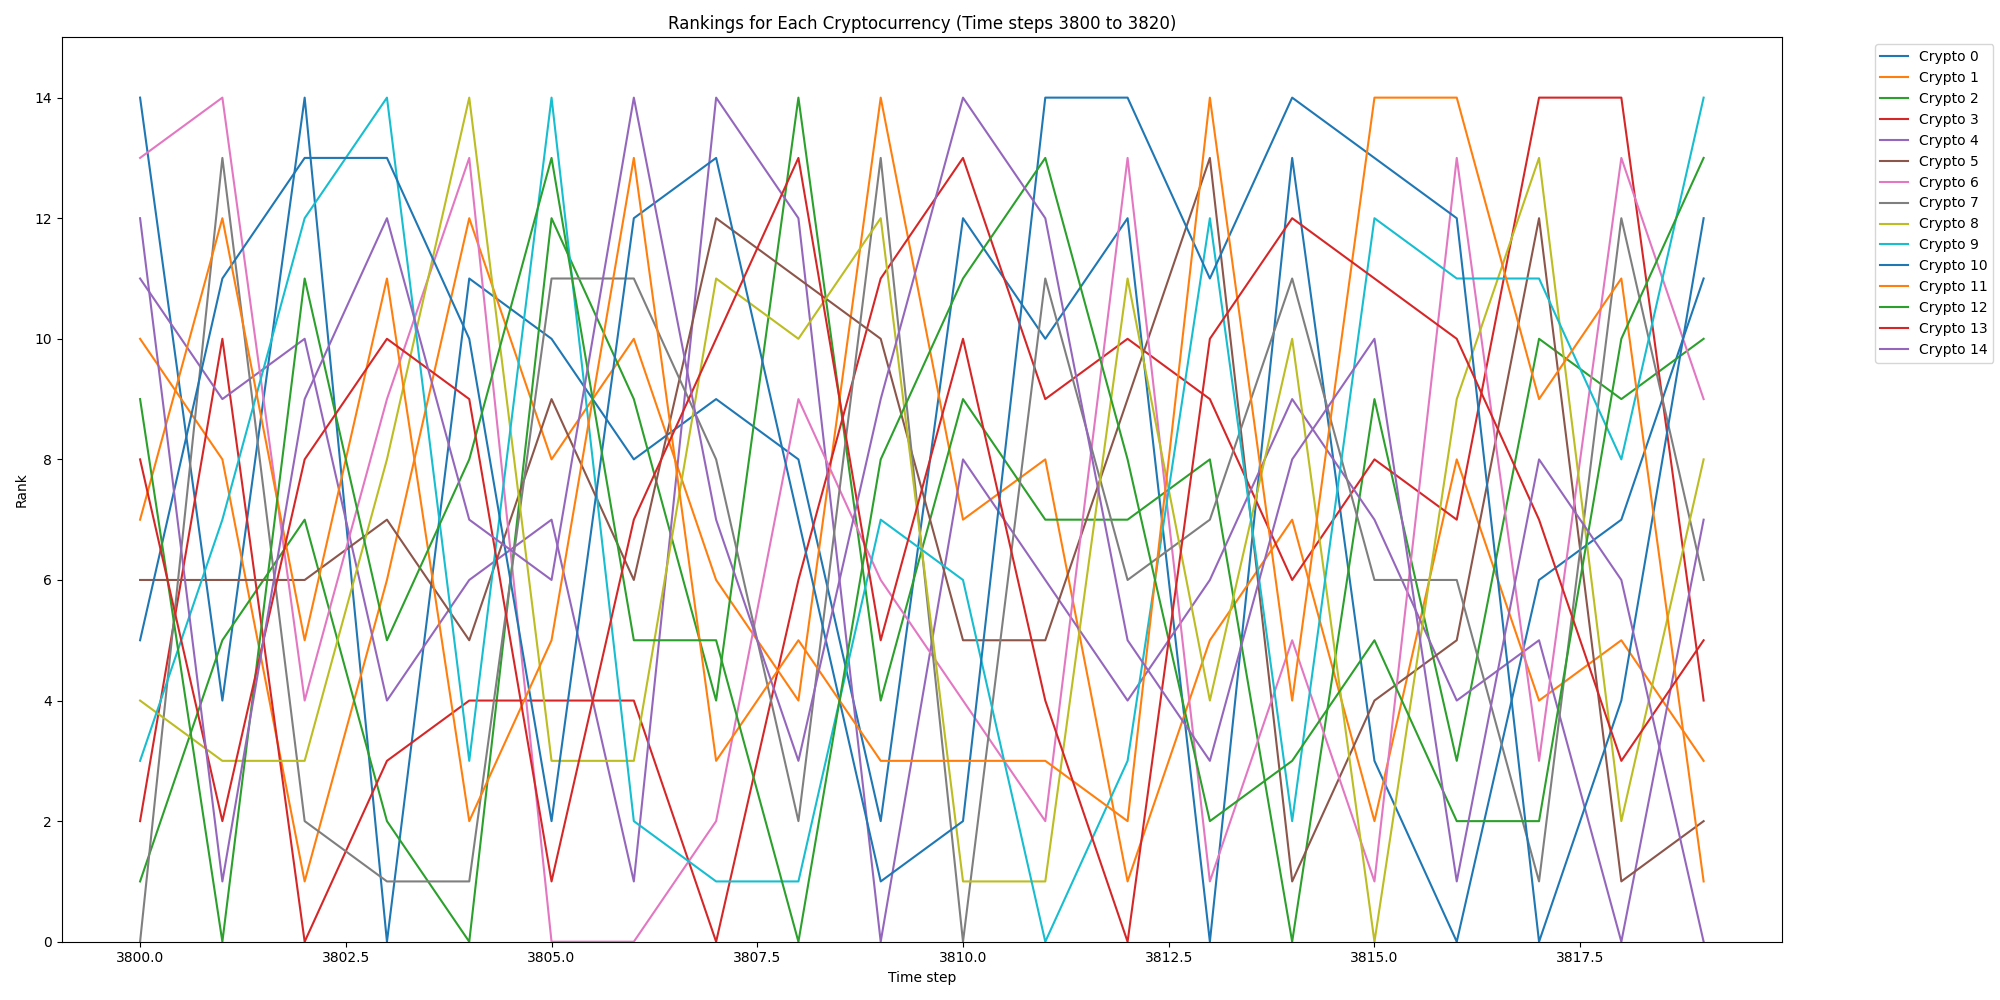 Rankings for Each Cryptocurrency (Time steps 3800 to 3820)
Rank
14
12
10
8
6
4
2
0
3800.0 3802.5 3805.0 3807.5 3810.0 3812.5 3815.0 3817.5
Time step
Crypto 0
Crypto 1
Crypto 2
Crypto 3
Crypto 4
Crypto 5
Crypto 6
Crypto 7
Crypto 8
Crypto 9
Crypto 10
Crypto 11
Crypto 12
Crypto 13
Crypto 14